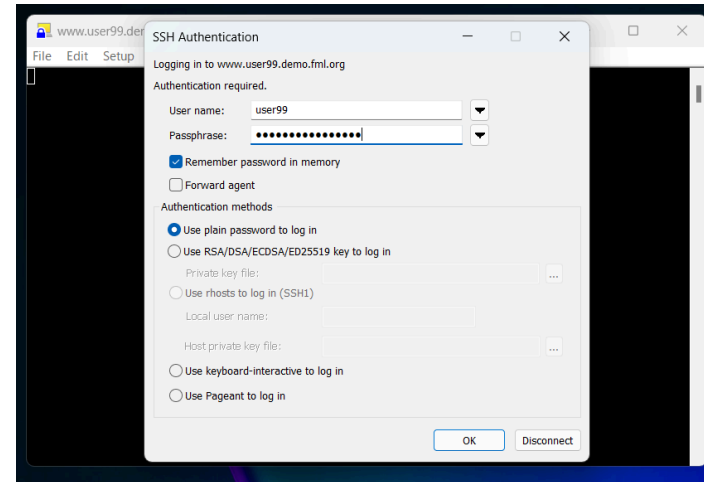 www.user99.der
File Edit Setup
SSH Authentication
Logging in to www.user99.demo.fml.org
Authentication required.
User name: user99
Passphrase: ●●●●●●●●●●●●●●●●
Remember password in memory
Forward agent
Authentication methods
Use plain password to log in
Use RSA/DSA/ECDSA/ED25519 key to log in
Private key file: ...
Use rhosts to log in (SSH1)
Local user name:
Host private key file: ...
Use keyboard-interactive to log in
Use Pageant to log in
OK Disconnect